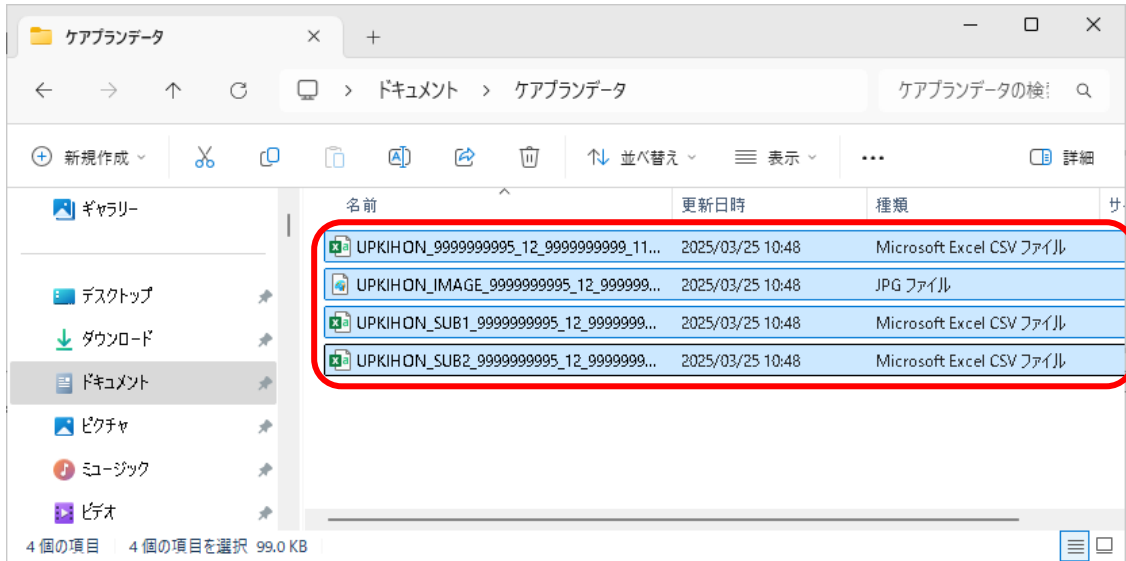 ケアプランデータ
ドキュメント > ケアプランデータ
ケアプランデータの検
新規作成
並べ替え
表示
詳細
名前 更新日時 種類 サ
UPKIHON_9999999995_12_9999999999_11... 2025/03/25 10:48 Microsoft Excel CSV ファイル
UPKIHON_IMAGE_9999999995_12_999999... 2025/03/25 10:48 JPG ファイル
UPKIHON_SUB1_9999999995_12_9999999... 2025/03/25 10:48 Microsoft Excel CSV ファイル
UPKIHON_SUB2_9999999995_12_9999999... 2025/03/25 10:48 Microsoft Excel CSV ファイル
ギャラリー
デスクトップ
ダウンロード
ドキュメント
ピクチャ
ミュージック
ビデオ
4 個の項目 4 個の項目を選択 99.0 KB